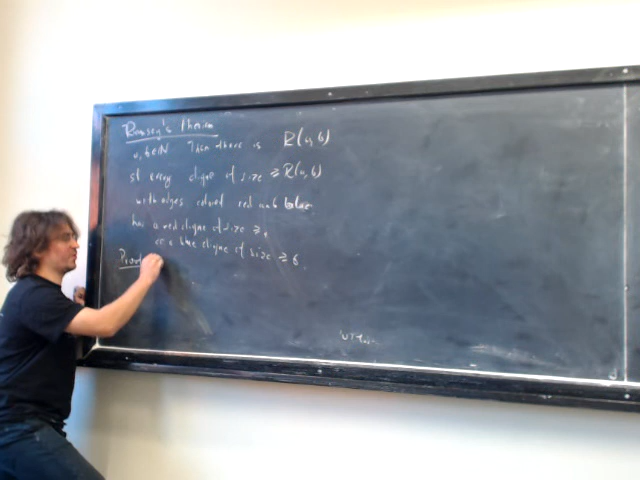 Ramsey's theorem
a, b ∈ N Then there is R(a, b)
st every clique of size ≥ R(a, b)
with edges coloured red and blue
has a red clique of size ≥ a
or a blue clique of size ≥ b.
Proof